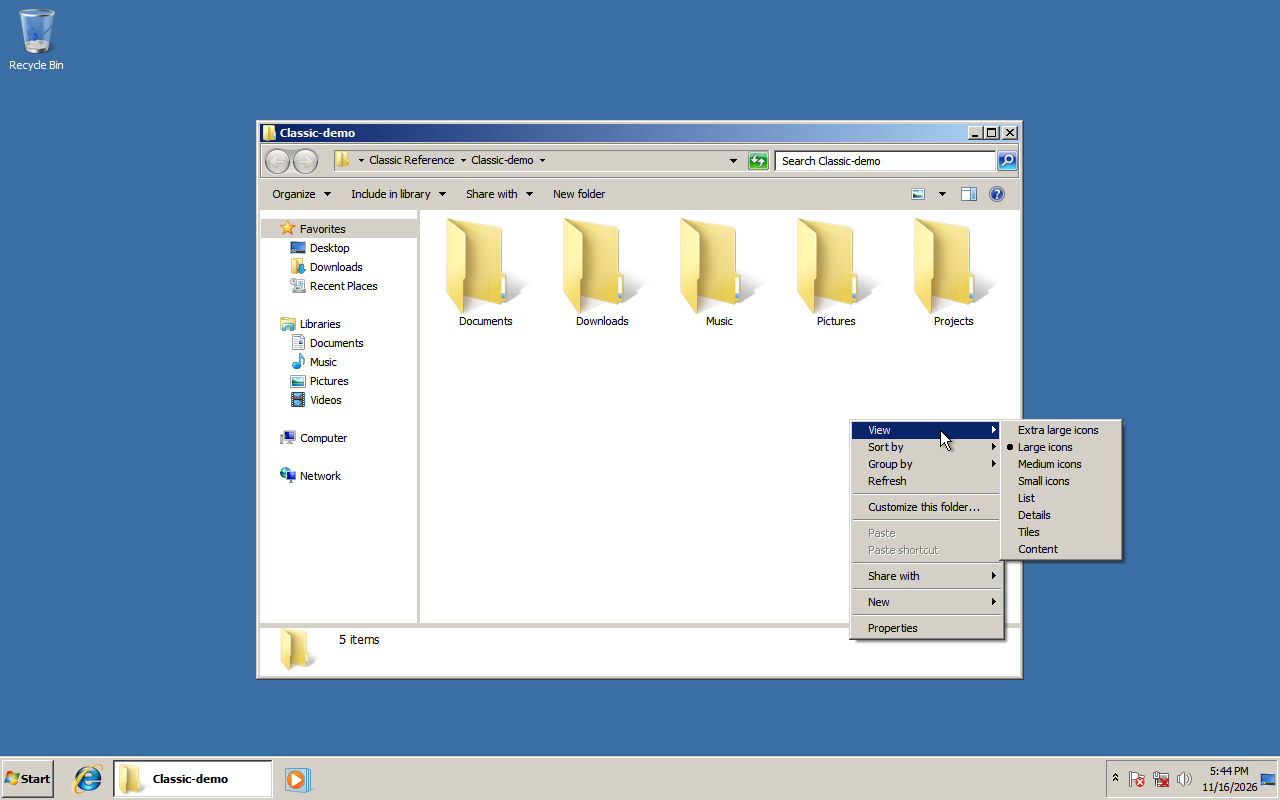 Recycle Bin
Classic-demo
Classic Reference Classic-demo
Search Classic-demo
Organize Include in library Share with New folder
Favorites
Desktop
Downloads
Recent Places
Libraries
Documents
Music
Pictures
Videos
Computer
Network
Documents Downloads Music Pictures Projects
View
Sort by
Group by
Refresh
Customize this folder...
Paste
Paste shortcut
Share with
New
Properties
Extra large icons
Large icons
Medium icons
Small icons
List
Details
Tiles
Content
5 items
Start
Classic-demo
5:44 PM
11/16/2026